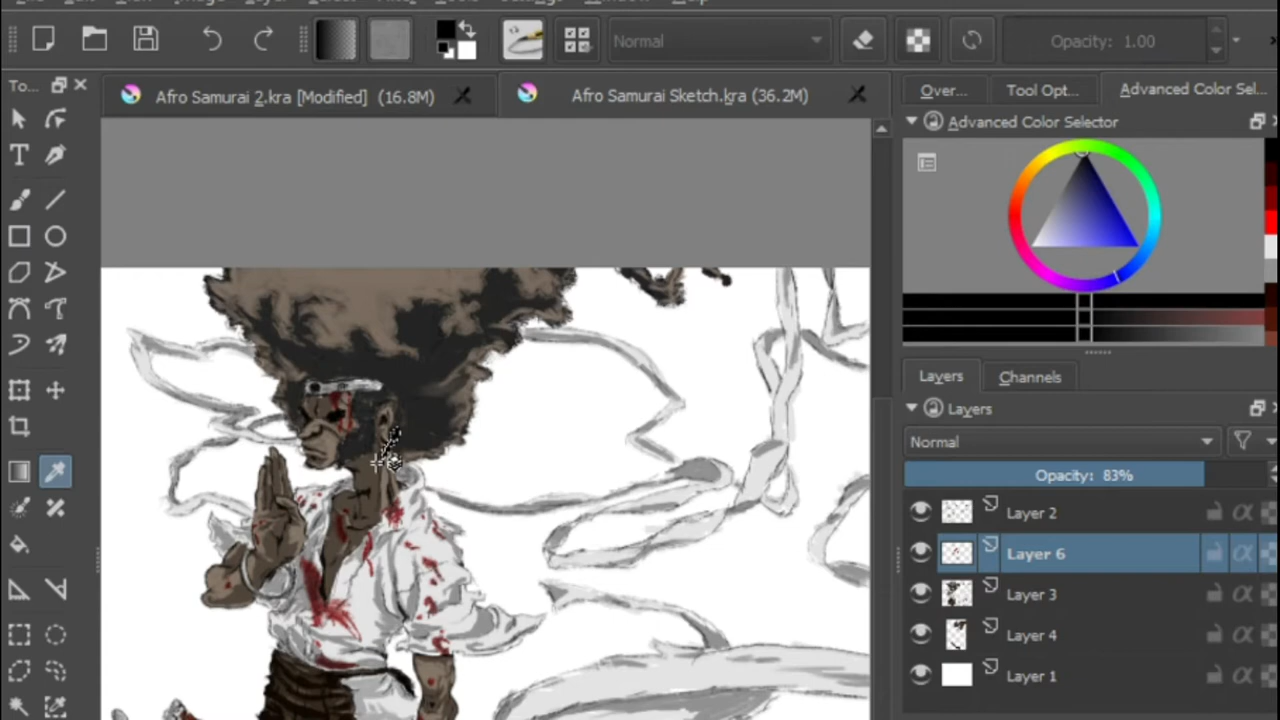 Normal
Opacity: 1.00
To...
Afro Samurai 2.kra [Modified] (16.8M)
Afro Samurai Sketch.kra (36.2M)
Over...
Tool Opt...
Advanced Color Sel...
Advanced Color Selector
Layers
Channels
Layers
Normal
Opacity: 83%
Layer 2
Layer 6
Layer 3
Layer 4
Layer 1